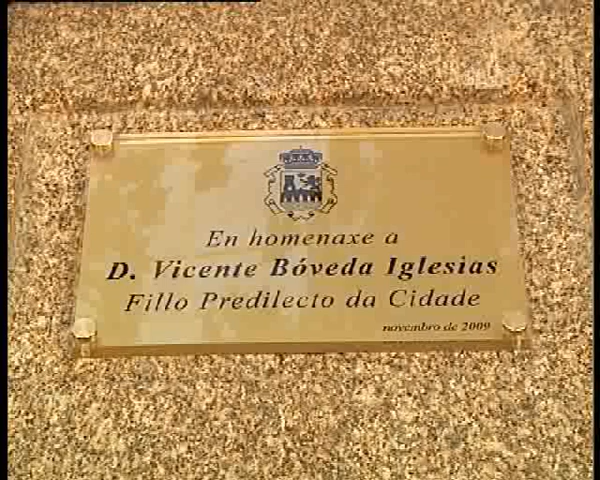 En homenaxe a
D. Vicente Bóveda Iglesias
Fillo Predilecto da Cidade
novembro de 2009